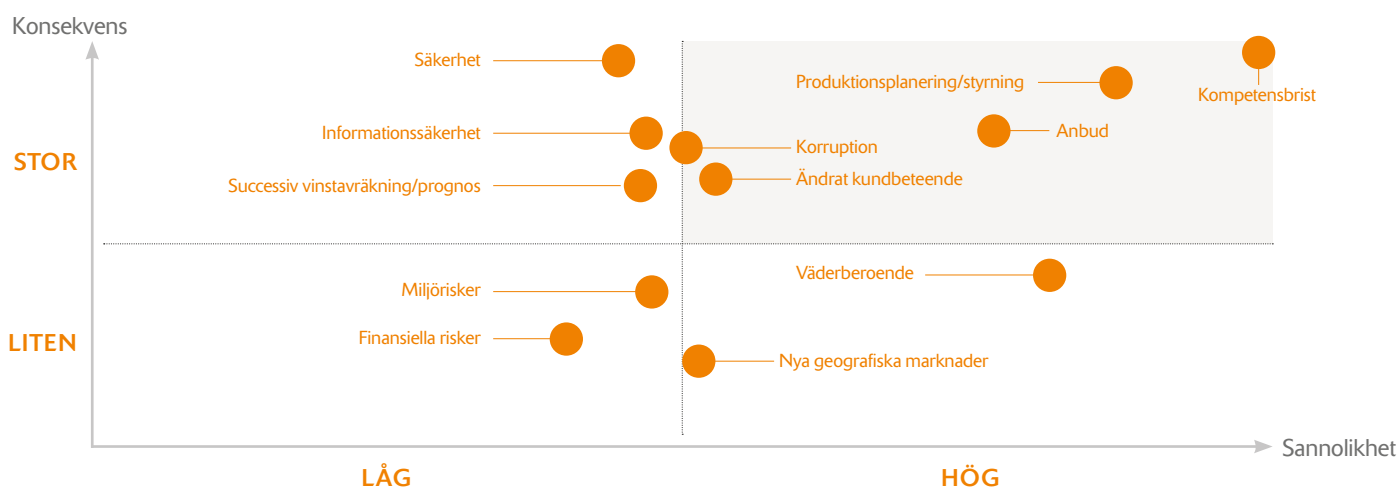 Konsekvens
Säkerhet
Produktionsplanering/styrning
Kompetensbrist
Informationssäkerhet
Anbud
Korruption
STOR
Successiv vinstavräkning/prognos
Ändrat kundbeteende
Väderberoende
Miljörisker
LITEN
Finansiella risker
Nya geografiska marknader
Sannolikhet
LÅG
HÖG